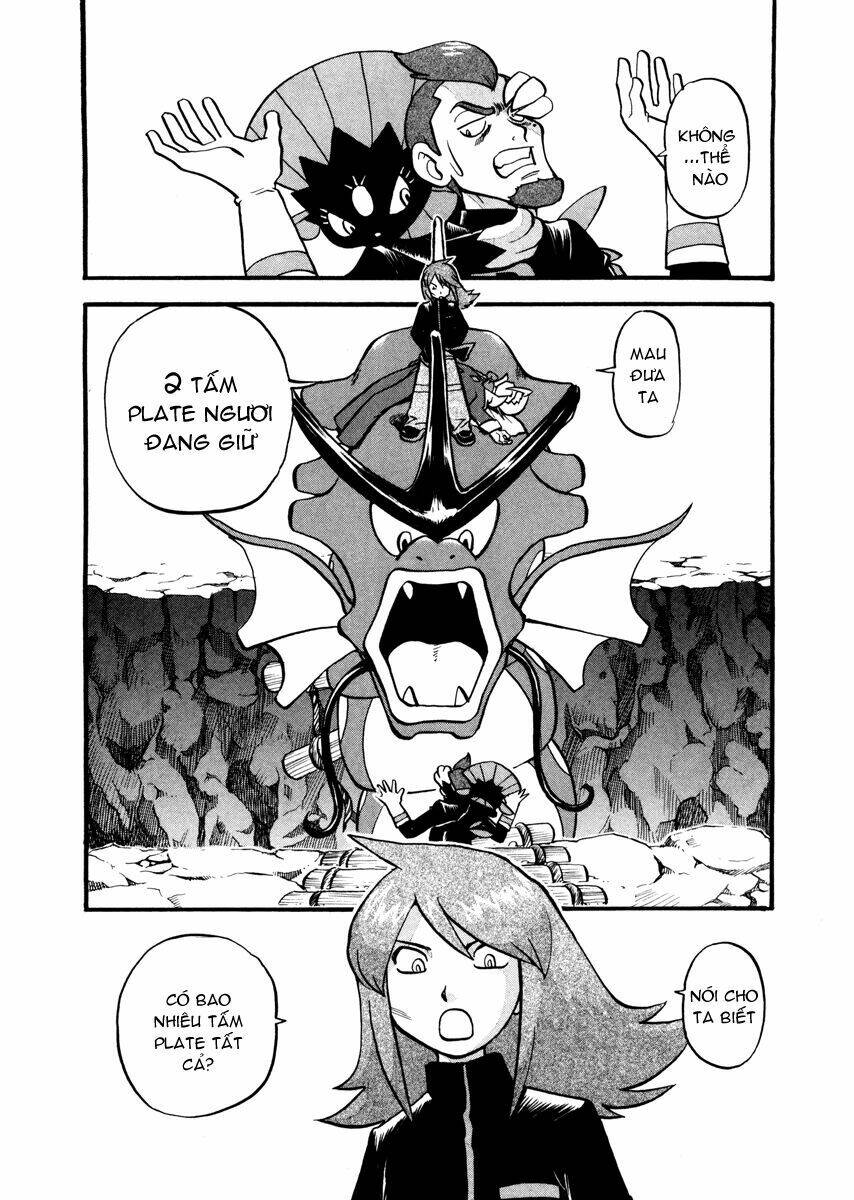 KHÔNG
...THỂ
NÀO
MAU
ĐƯA
TA
2 TẤM
PLATE NGƯƠI
ĐANG GIỮ
NÓI CHO
TA BIẾT
CÓ BAO
NHIÊU TẤM
PLATE TẤT
CẢ?